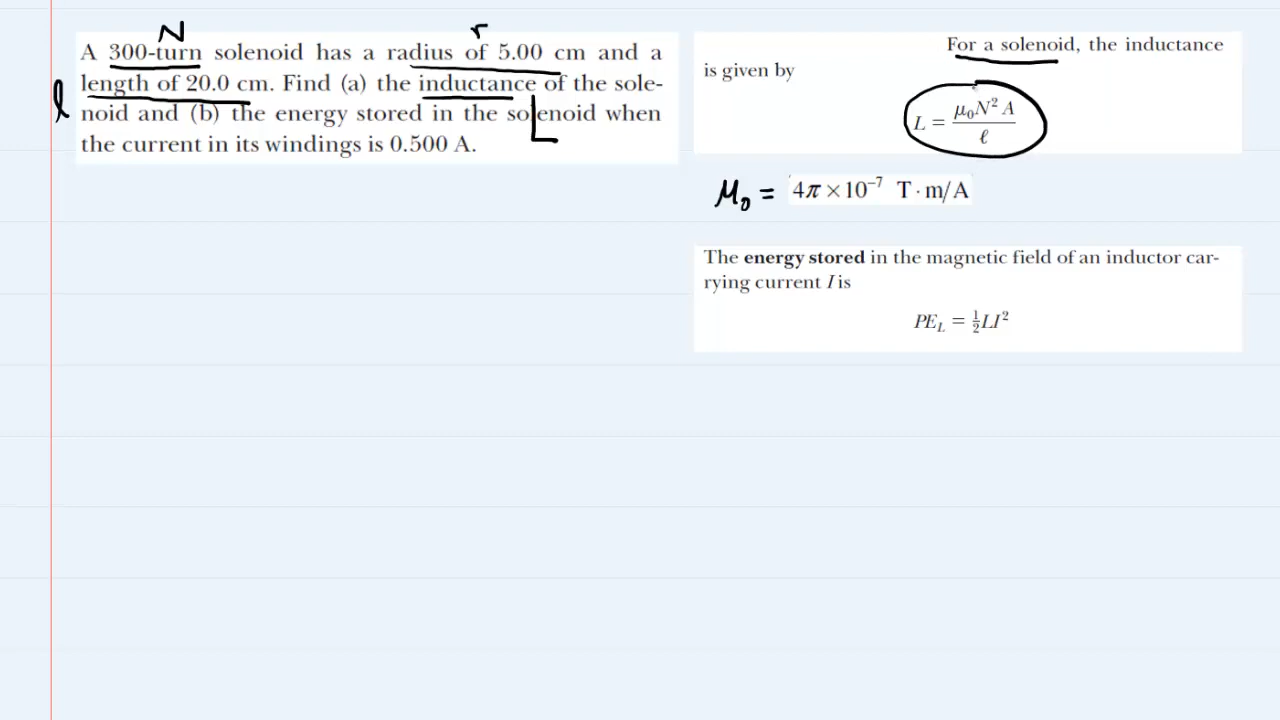 N
r
A 300-turn solenoid has a radius of 5.00 cm and a
length of 20.0 cm. Find (a) the inductance of the sole-
ℓ
noid and (b) the energy stored in the solenoid when
L
the current in its windings is 0.500 A.
For a solenoid, the inductance
is given by
L = μ₀N²A / ℓ
μ₀ = 4π × 10⁻⁷ T · m/A
The energy stored in the magnetic field of an inductor car-
rying current I is
PE_L = ½LI²